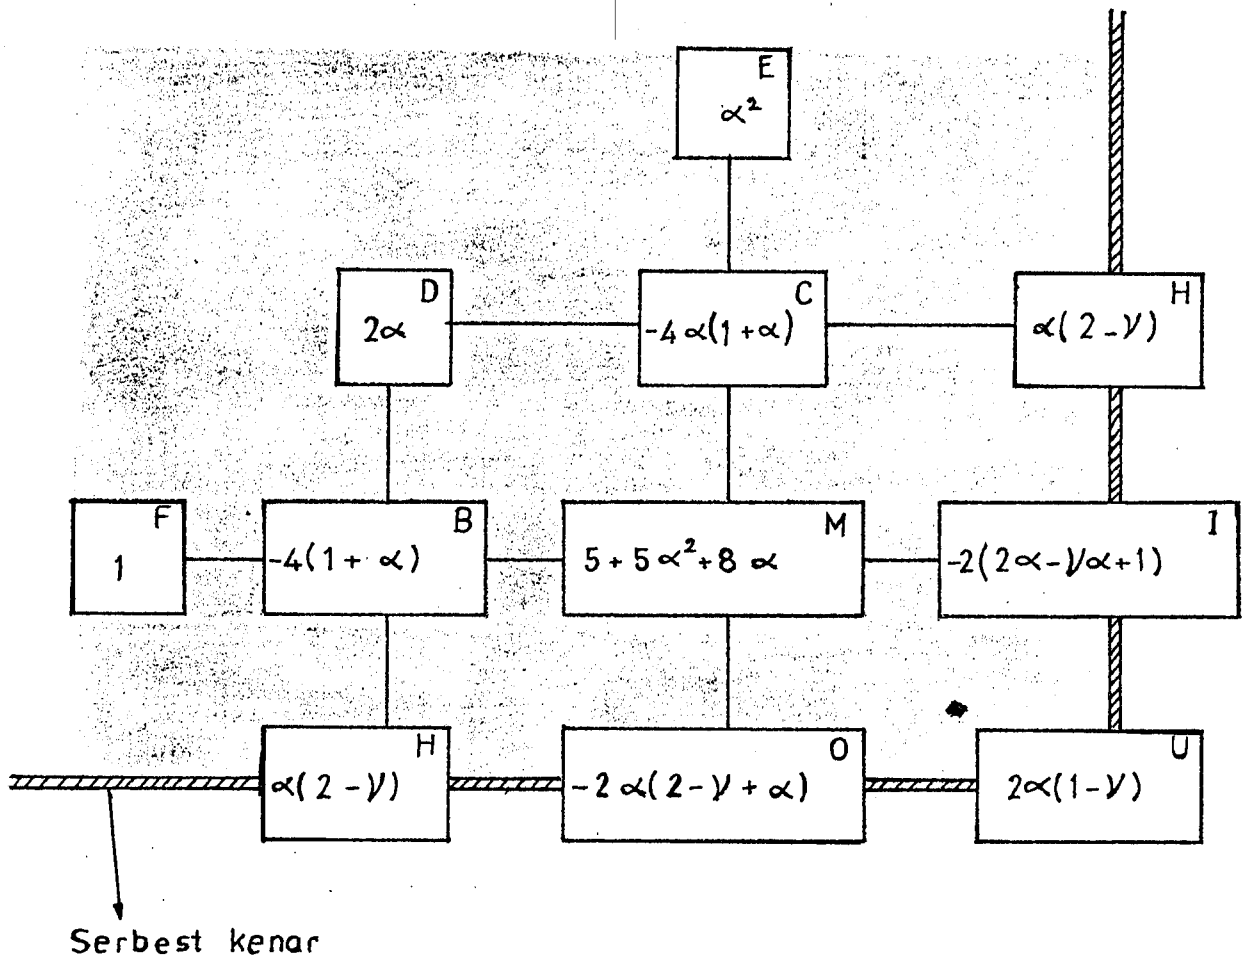 E
α²
D
2α
C
-4α(1+α)
H
α(2-ν)
F
1
B
-4(1+α)
M
5+5α²+8α
I
-2(2α-να+1)
H
α(2-ν)
O
-2α(2-ν+α)
U
2α(1-ν)
Serbest kenar